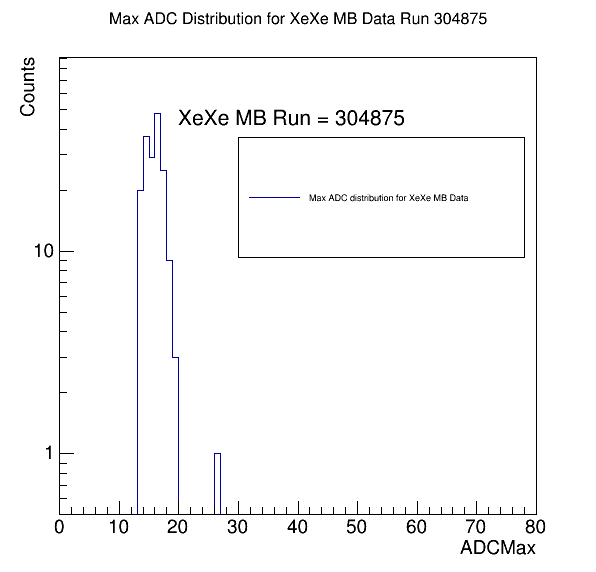 Max ADC Distribution for XeXe MB Data Run 304875
Counts
XeXe MB Run = 304875
Max ADC distribution for XeXe MB Data
10
1
0 10 20 30 40 50 60 70 80
ADCMax